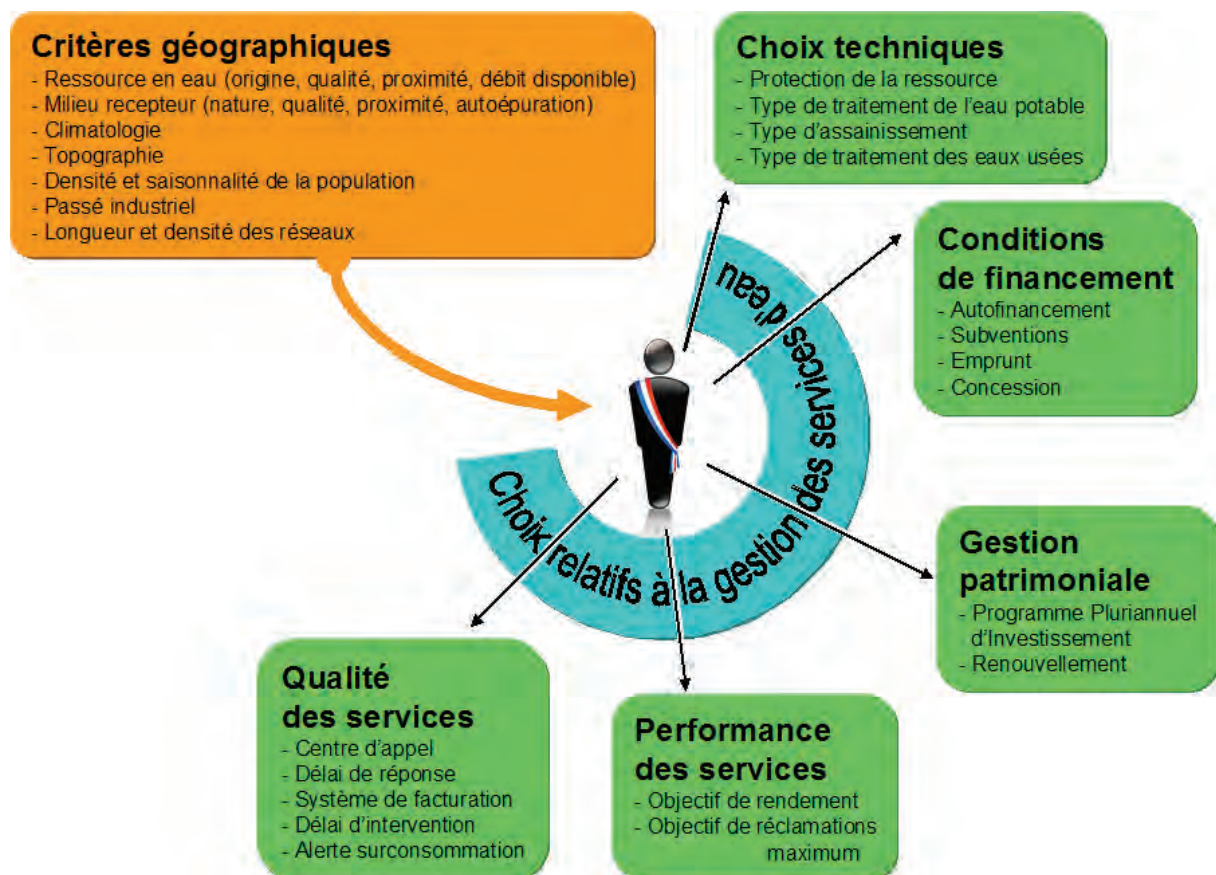 Critères géographiques
- Ressource en eau (origine, qualité, proximité, débit disponible)
- Milieu recepteur (nature, qualité, proximité, autoépuration)
- Climatologie
- Topographie
- Densité et saisonnalité de la population
- Passé industriel
- Longueur et densité des réseaux
Choix techniques
- Protection de la ressource
- Type de traitement de l'eau potable
- Type d'assainissement
- Type de traitement des eaux usées
Conditions
de financement
- Autofinancement
- Subventions
- Emprunt
- Concession
Choix relatifs à la gestion des services d'eau
Gestion
patrimoniale
- Programme Pluriannuel
d'Investissement
- Renouvellement
Qualité
des services
- Centre d'appel
- Délai de réponse
- Système de facturation
- Délai d'intervention
- Alerte surconsommation
Performance
des services
- Objectif de rendement
- Objectif de réclamations
maximum